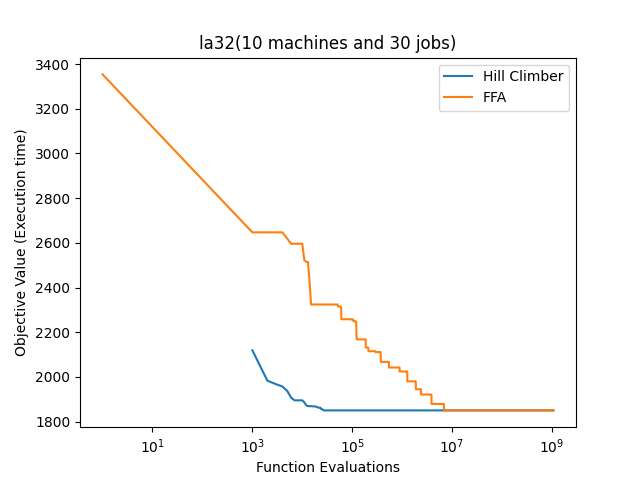 la32(10 machines and 30 jobs)
Hill Climber
FFA
Objective Value (Execution time)
3400
3200
3000
2800
2600
2400
2200
2000
1800
10¹ 10³ 10⁵ 10⁷ 10⁹
Function Evaluations